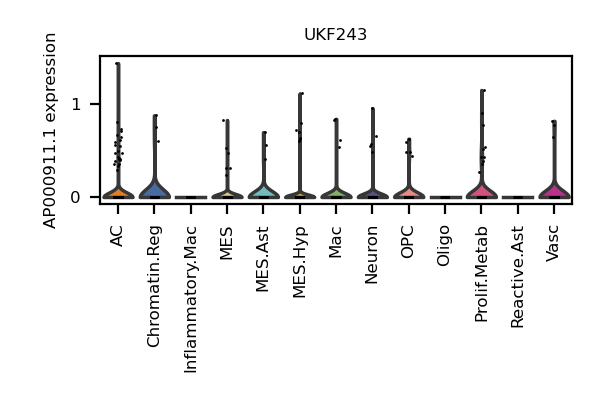 UKF243
AP000911.1 expression
1
0
AC
Chromatin.Reg
Inflammatory.Mac
MES
MES.Ast
MES.Hyp
Mac
Neuron
OPC
Oligo
Prolif.Metab
Reactive.Ast
Vasc